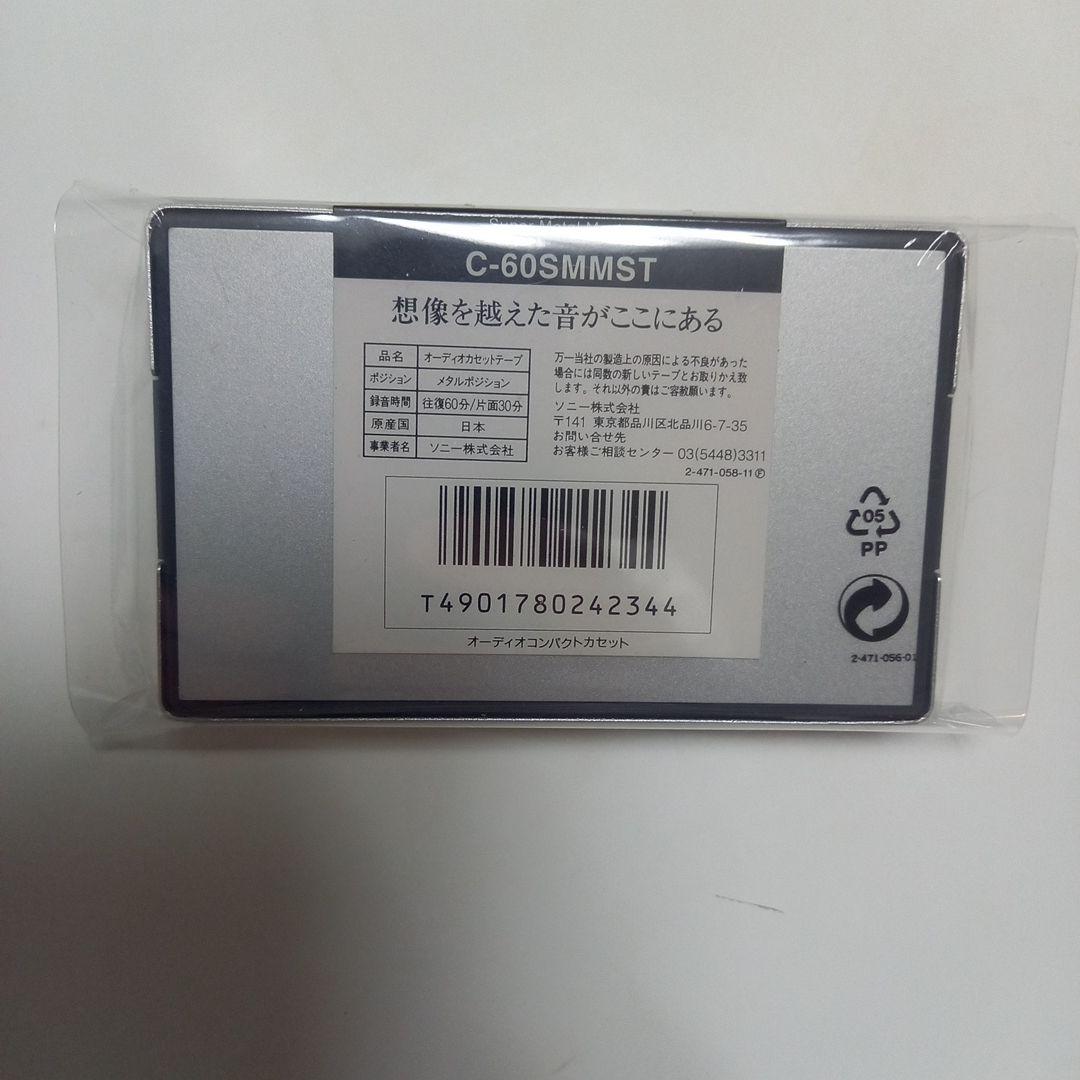 Super Metal M
C-60SMMST
想像を越えた音がここにある
品名 オーディオカセットテープ
ポジション メタルポジション
録音時間 往復60分/片面30分
原産国 日本
事業者名 ソニー株式会社
万一当社の製造上の原因による不良があった
場合には同数の新しいテープとお取りかえ致
します。それ以外の責はご容赦願います。
ソニー株式会社
〒141 東京都品川区北品川6-7-35
お問い合せ先
お客様ご相談センター 03(5448)3311
2-471-058-11 Ⓕ
T4901780242344
オーディオコンパクトカセット
05
PP
2-471-056-01